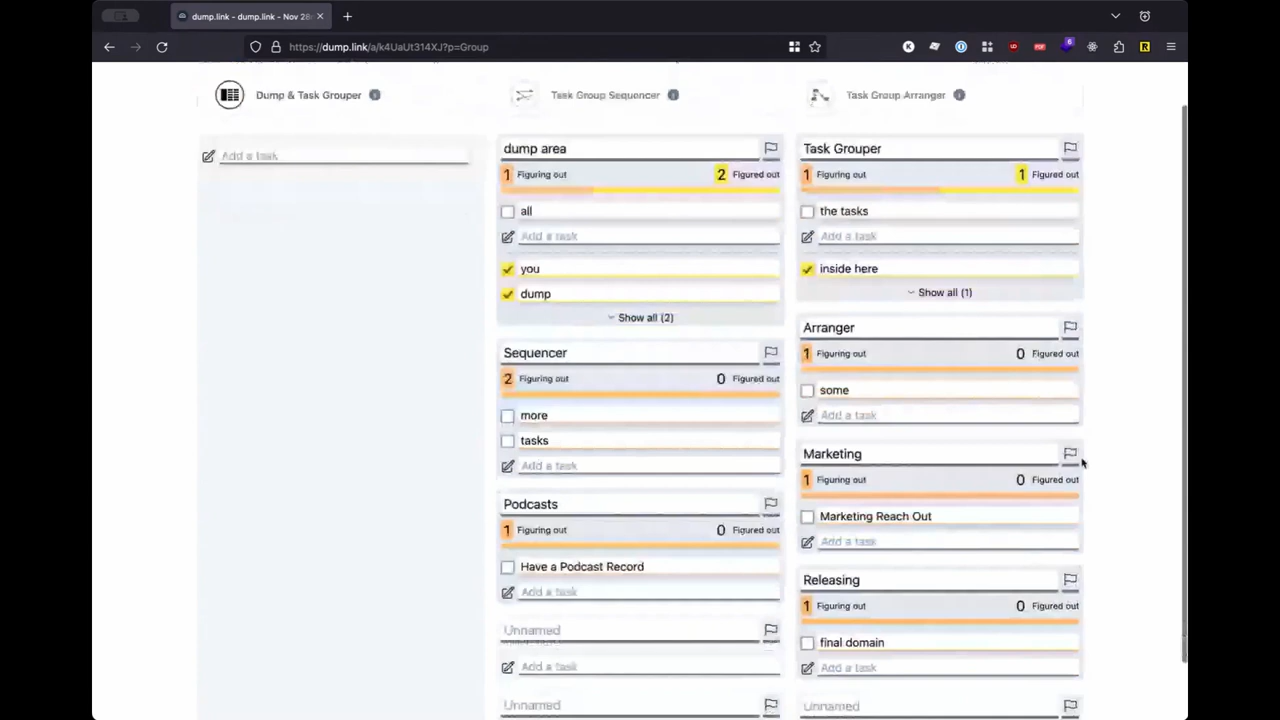 dump.link - dump.link - Nov 28
https://dump.link/a/k4UaUt314XJ?p=Group
Dump & Task Grouper
Task Group Sequencer
Task Group Arranger
Add a task
dump area
1 Figuring out 2 Figured out
all
Add a task
you
dump
Show all (2)
Sequencer
2 Figuring out 0 Figured out
more
tasks
Add a task
Podcasts
1 Figuring out 0 Figured out
Have a Podcast Record
Add a task
Unnamed
Add a task
Unnamed
Task Grouper
1 Figuring out 1 Figured out
the tasks
Add a task
inside here
Show all (1)
Arranger
1 Figuring out 0 Figured out
some
Add a task
Marketing
1 Figuring out 0 Figured out
Marketing Reach Out
Add a task
Releasing
1 Figuring out 0 Figured out
final domain
Add a task
Unnamed